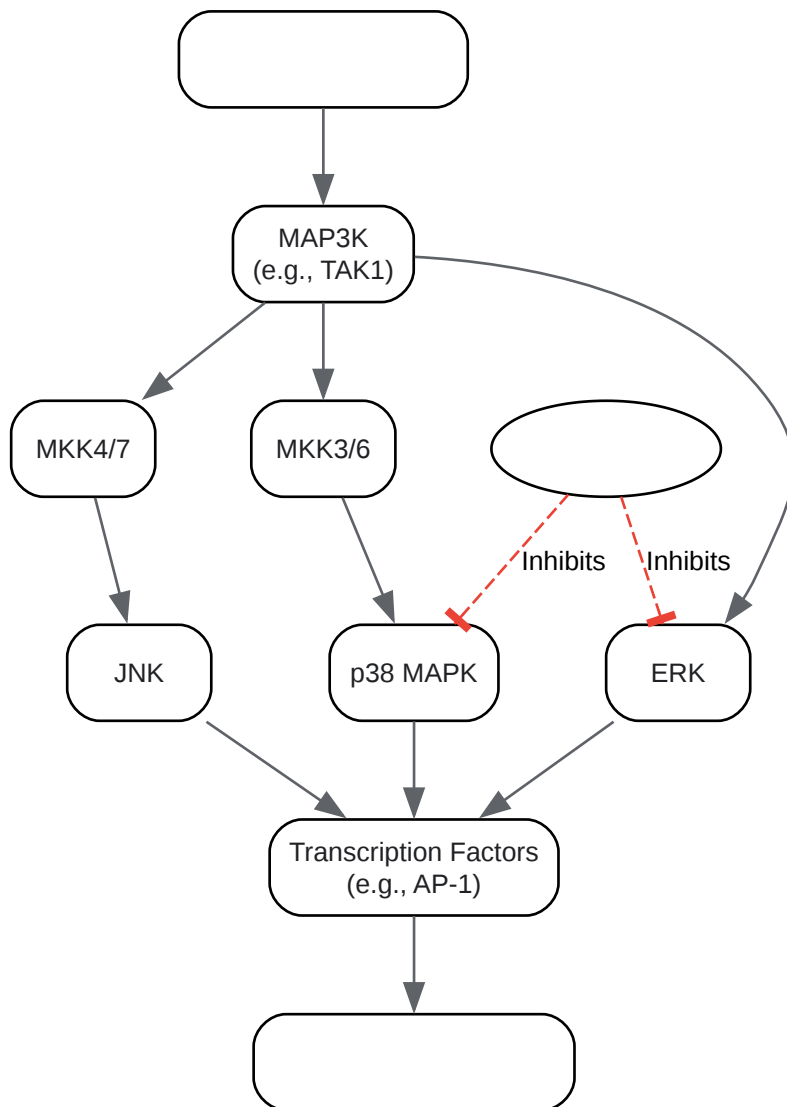 MAP3K
(e.g., TAK1)
MKK4/7
MKK3/6
Inhibits
Inhibits
JNK
p38 MAPK
ERK
Transcription Factors
(e.g., AP-1)